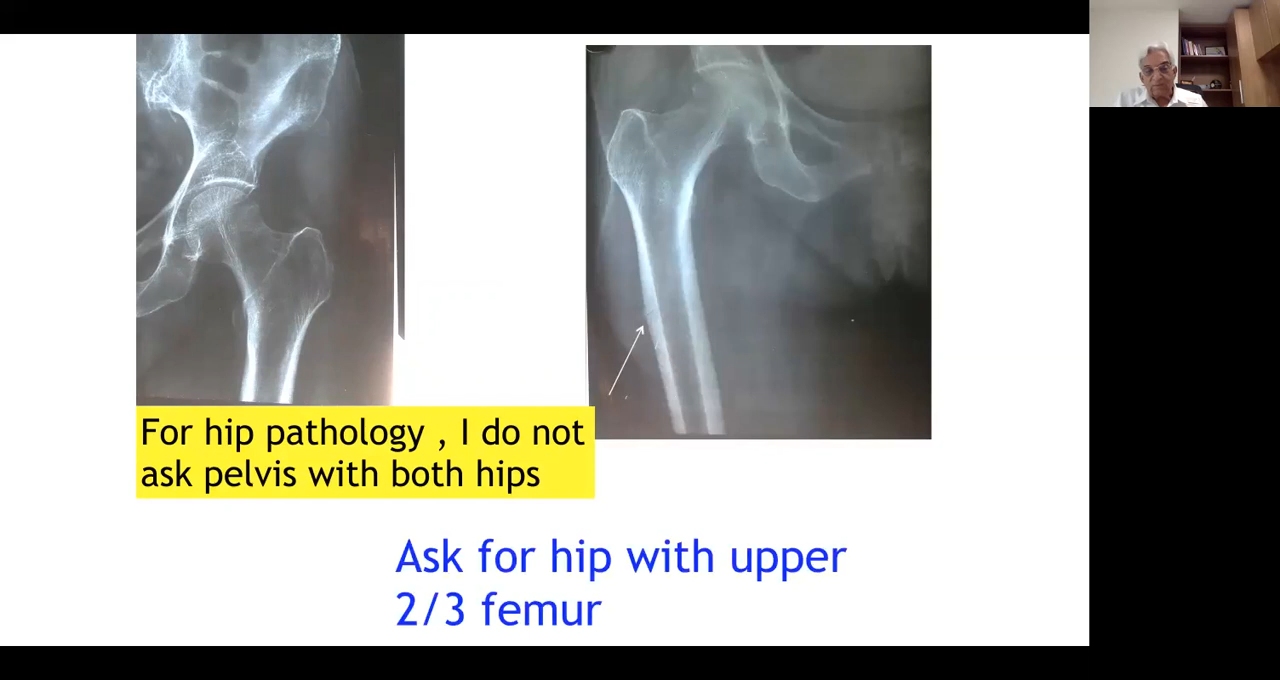 For hip pathology , I do not
ask pelvis with both hips
Ask for hip with upper
2/3 femur